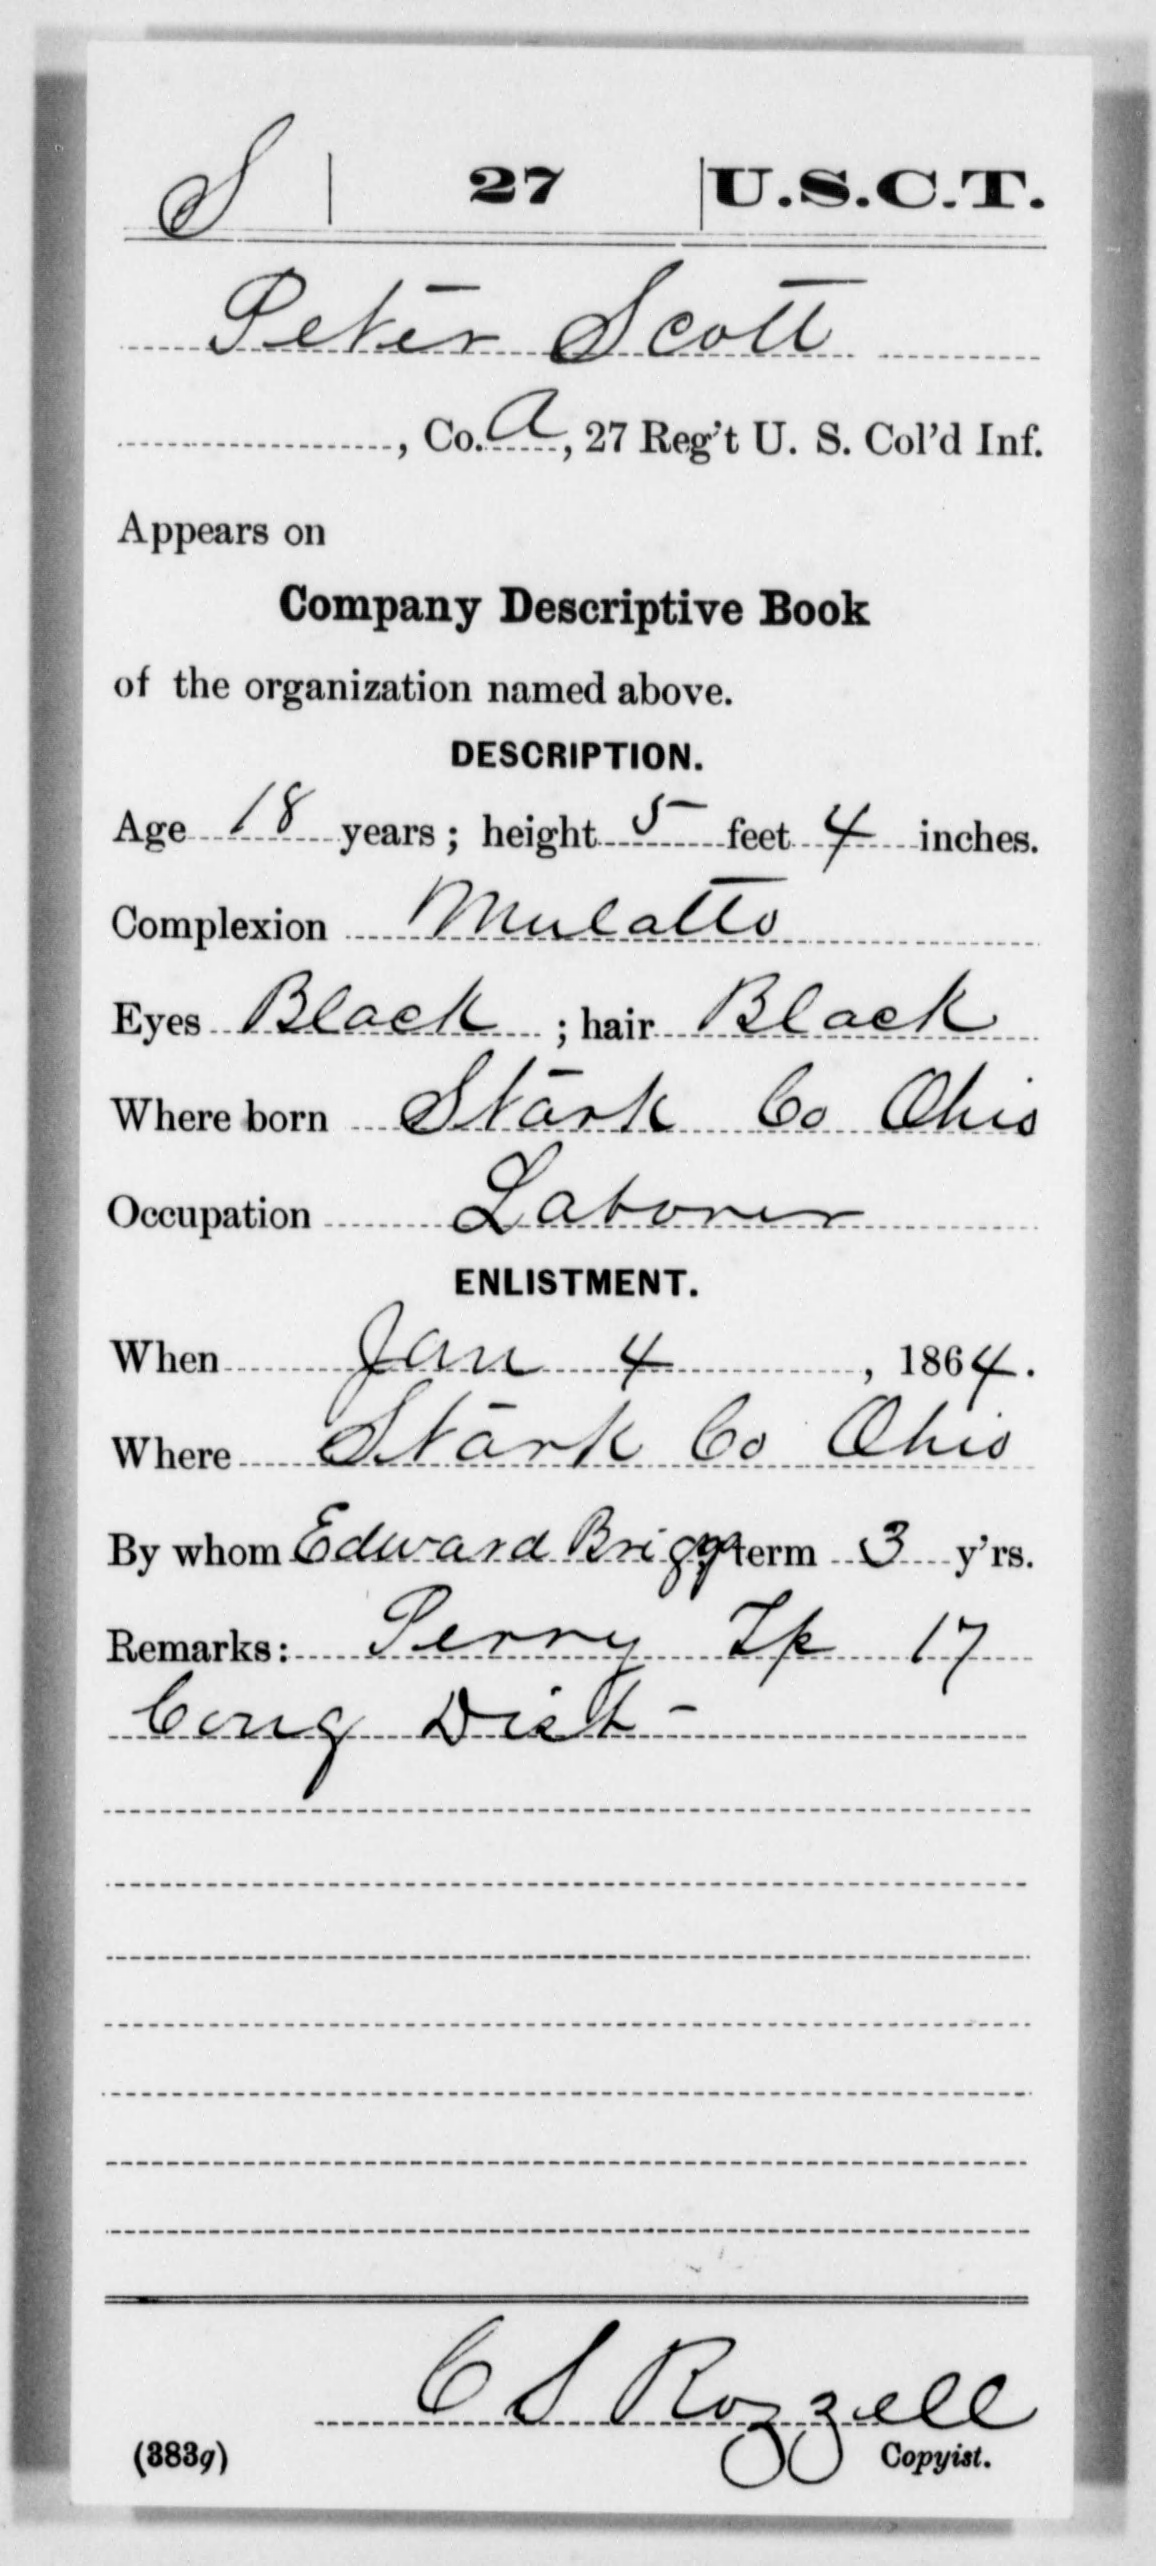 S | 27 | U.S.C.T.
Peter Scott
, Co. A, 27 Reg't U. S. Col'd Inf.
Appears on
Company Descriptive Book
of the organization named above.
DESCRIPTION.
Age 18 years; height 5 feet 4 inches.
Complexion Mulatto
Eyes Black; hair Black
Where born Stark Co Ohio
Occupation Laborer
ENLISTMENT.
When Jan 4, 1864.
Where Stark Co Ohio
By whom Edward Briggs term 3 y'rs.
Remarks: Perry Tp 17
Cong Dist -
C S Rozzell
(383g) Copyist.